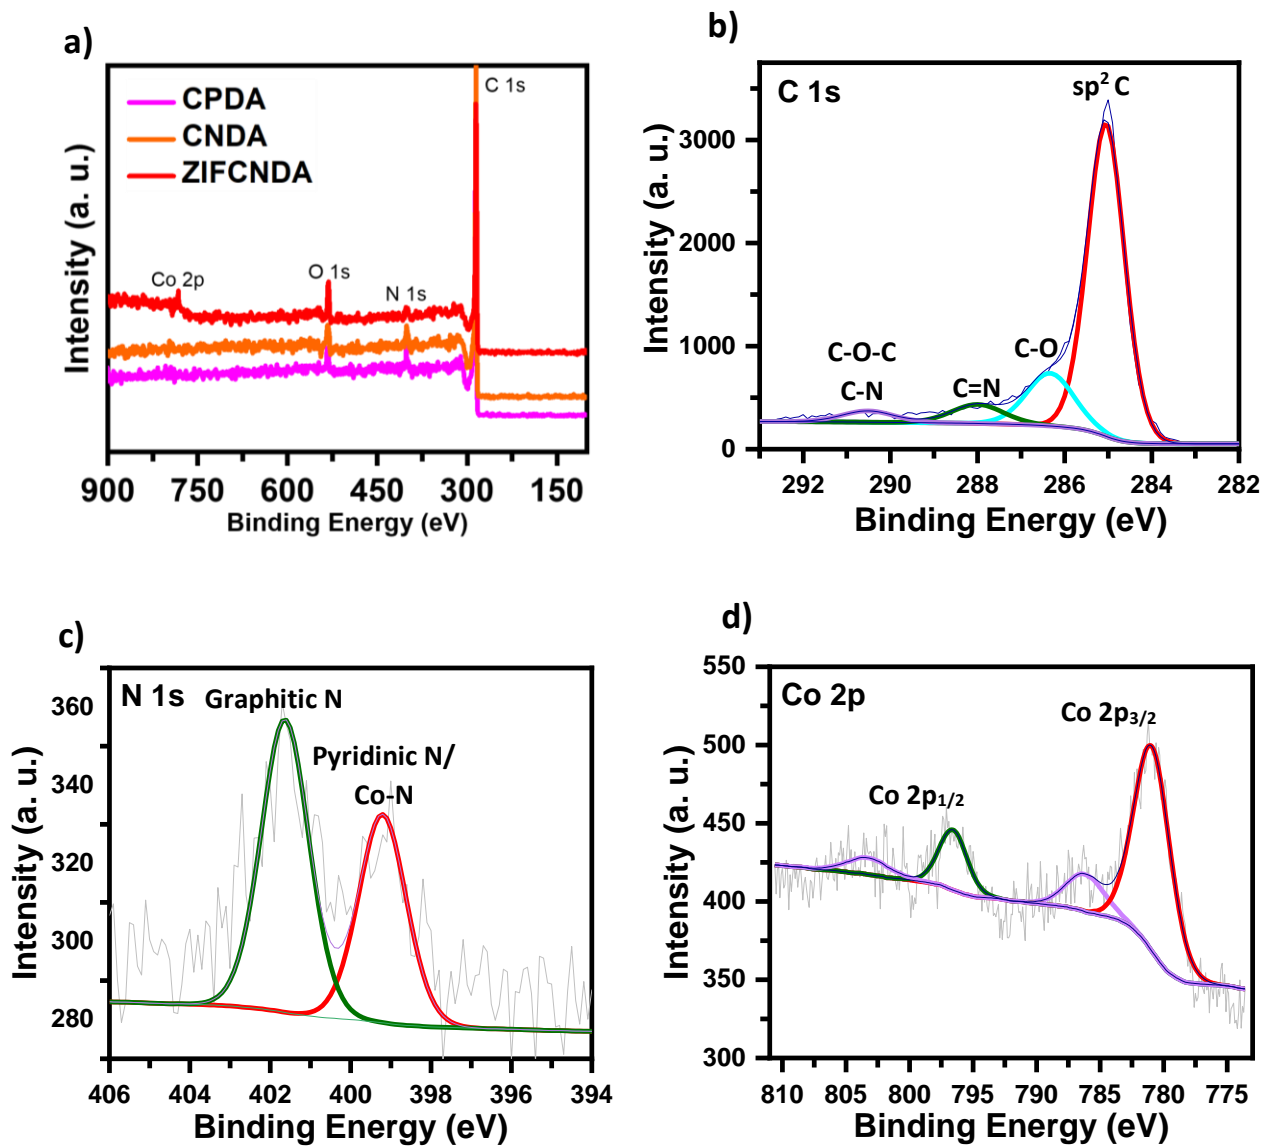 a)
CPDA
CNDA
ZIFCNDA
C 1s
Co 2p
O 1s
N 1s
Intensity (a. u.)
900 750 600 450 300 150
Binding Energy (eV)
b)
C 1s
sp² C
C-O-C
C-N
C=N
C-O
3000
2000
1000
0
Intensity (a. u.)
292 290 288 286 284 282
Binding Energy (eV)
c)
N 1s
Graphitic N
Pyridinic N/
Co-N
360
340
320
300
280
Intensity (a. u.)
406 404 402 400 398 396 394
Binding Energy (eV)
d)
Co 2p
Co 2p₃/₂
Co 2p₁/₂
550
500
450
400
350
300
Intensity (a. u.)
810 805 800 795 790 785 780 775
Binding Energy (eV)